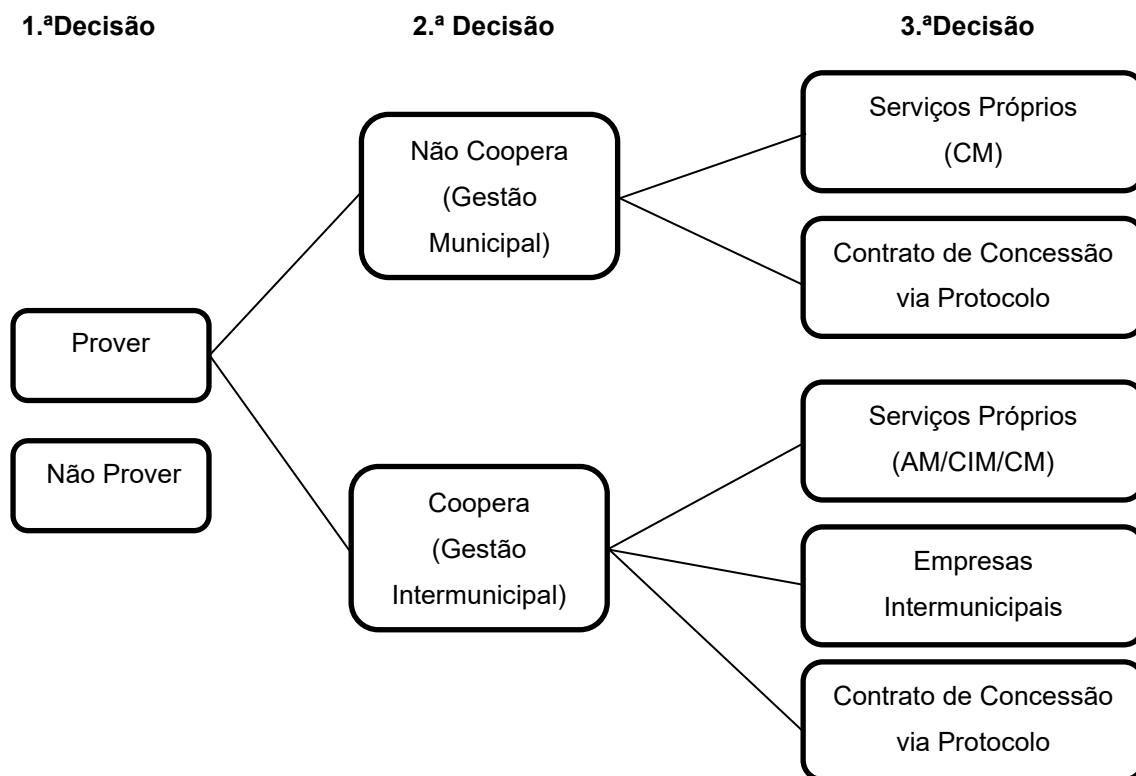 1.ªDecisão
2.ª Decisão
3.ªDecisão
Prover
Não Prover
Não Coopera
(Gestão
Municipal)
Coopera
(Gestão
Intermunicipal)
Serviços Próprios
(CM)
Contrato de Concessão
via Protocolo
Serviços Próprios
(AM/CIM/CM)
Empresas
Intermunicipais
Contrato de Concessão
via Protocolo